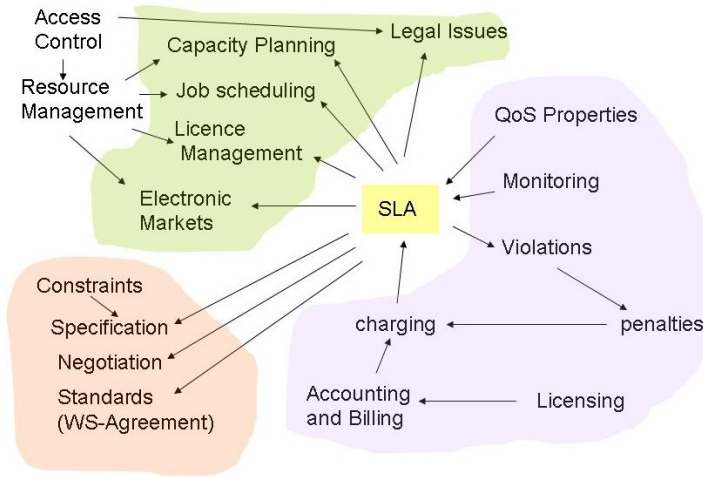 Access
Control
Legal Issues
Capacity Planning
Resource
Management
Job scheduling
Licence
Management
Electronic
Markets
QoS Properties
Monitoring
SLA
Violations
Constraints
Specification
Negotiation
Standards
(WS-Agreement)
charging
penalties
Accounting
and Billing
Licensing